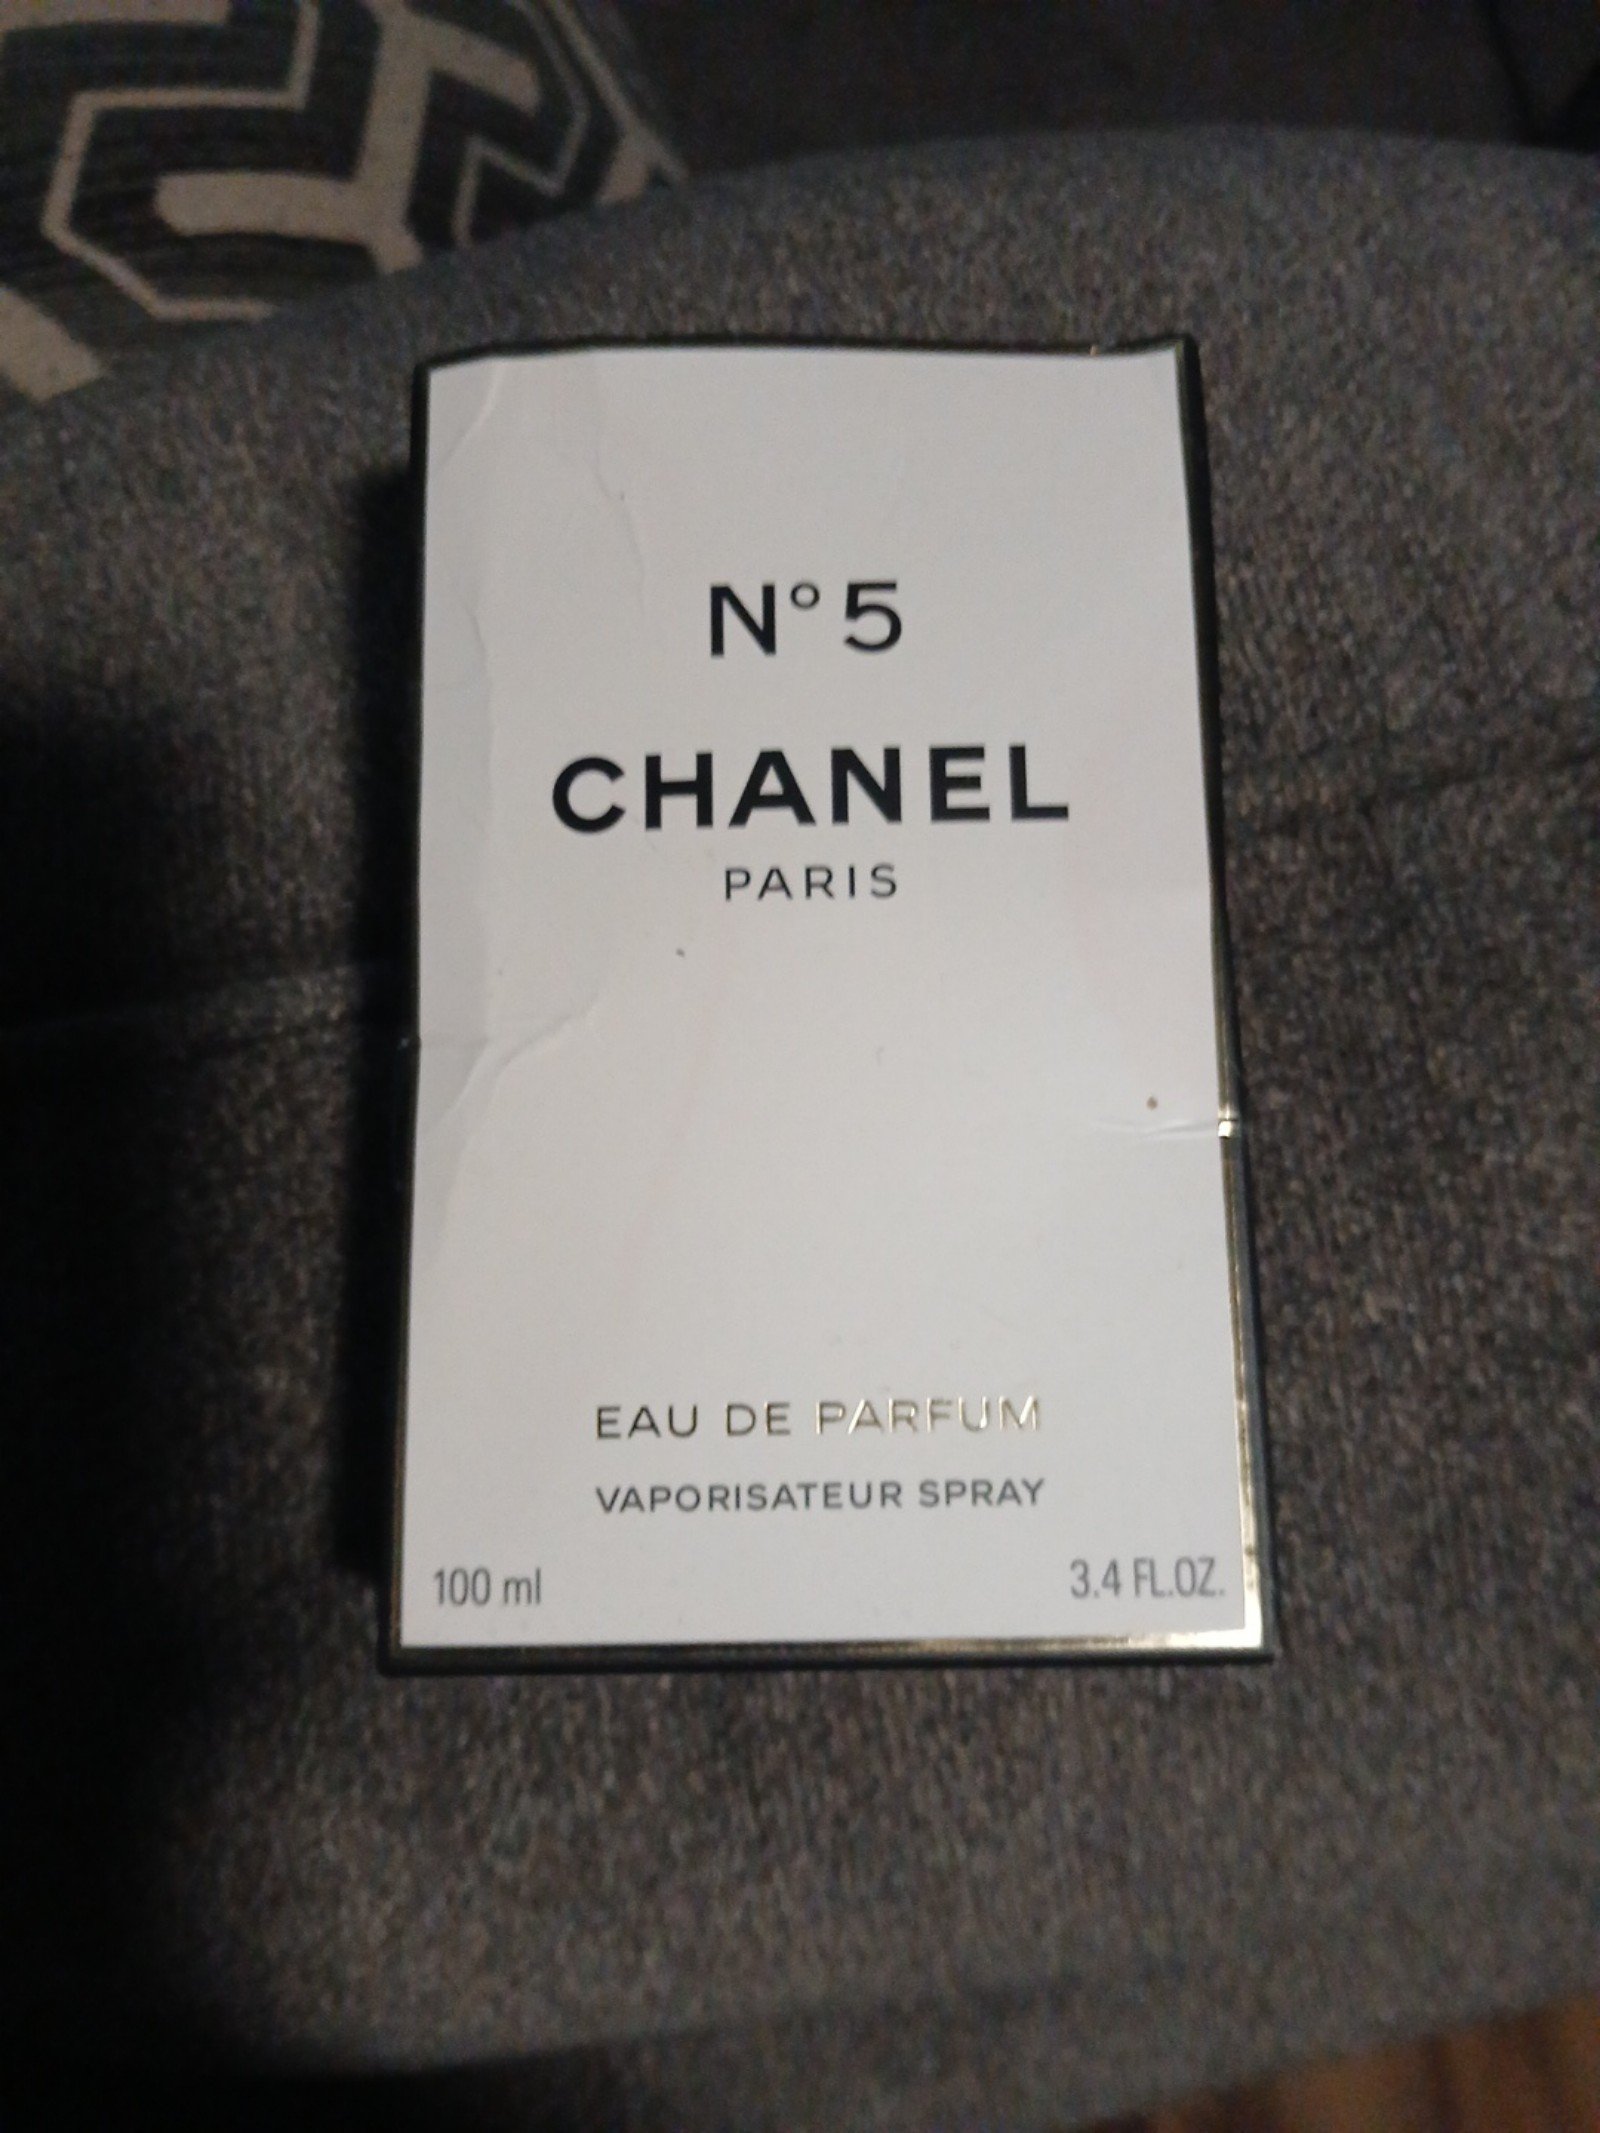 N° 5
CHANEL
PARIS
EAU DE PARFUM
VAPORISATEUR SPRAY
100 ml 3.4 FL.OZ.